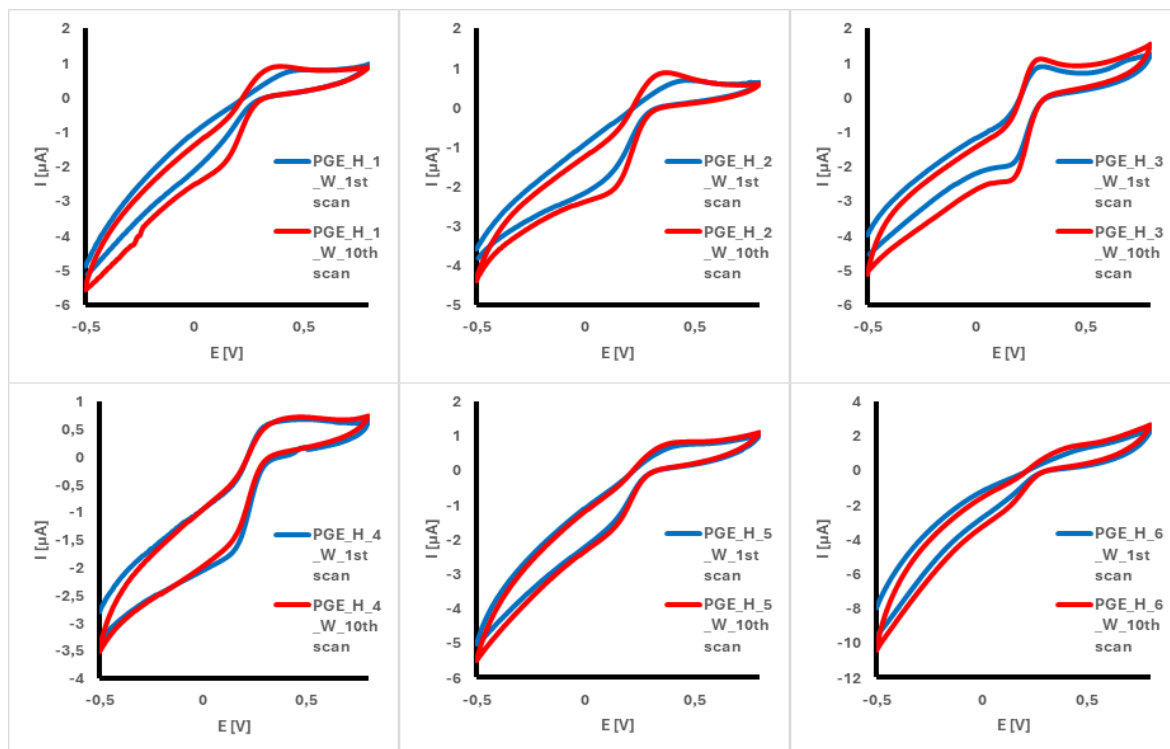 2
1
0
-1
-2
-3
-4
-5
-6
I [µA]
-0,5
0
0,5
E [V]
PGE_H_1
_W_1st
scan
PGE_H_1
_W_10th
scan
2
1
0
-1
-2
-3
-4
-5
I [µA]
-0,5
0
0,5
E [V]
PGE_H_2
_W_1st
scan
PGE_H_2
_W_10th
scan
2
1
0
-1
-2
-3
-4
-5
-6
I [µA]
-0,5
0
0,5
E [V]
PGE_H_3
_W_1st
scan
PGE_H_3
_W_10th
scan
1
0,5
0
-0,5
-1
-1,5
-2
-2,5
-3
-3,5
-4
I [µA]
-0,5
0
0,5
E [V]
PGE_H_4
_W_1st
scan
PGE_H_4
_W_10th
scan
2
1
0
-1
-2
-3
-4
-5
-6
I [µA]
-0,5
0
0,5
E [V]
PGE_H_5
_W_1st
scan
PGE_H_5
_W_10th
scan
4
2
0
-2
-4
-6
-8
-10
-12
I [µA]
-0,5
0
0,5
E [V]
PGE_H_6
_W_1st
scan
PGE_H_6
_W_10th
scan